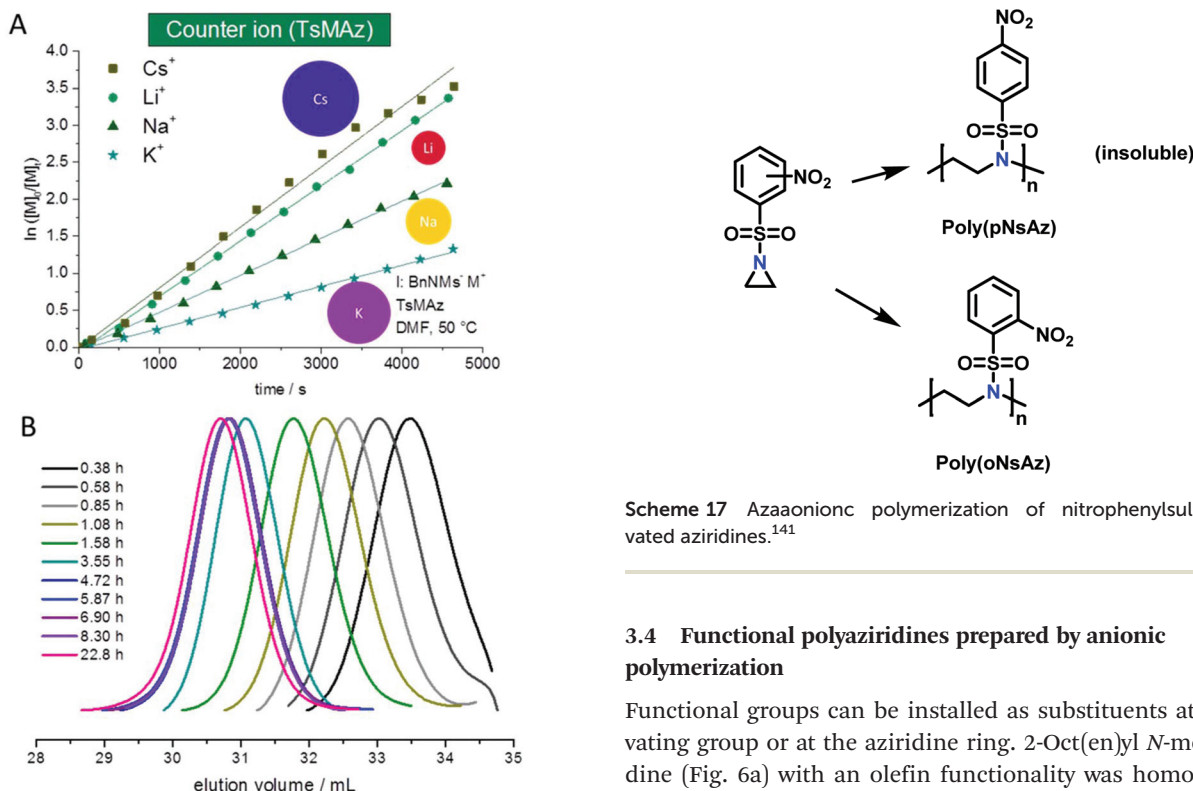 A
Counter ion (TsMAz)
ln ([M]₀/[M]ₜ)
4.0
3.5
3.0
2.5
2.0
1.5
1.0
0.5
0.0
Cs⁺
Li⁺
Na⁺
K⁺
Cs
Li
Na
K
I: BnNMs⁻ M⁺
TsMAz
DMF, 50 °C
0 1000 2000 3000 4000 5000
time / s
B
0.38 h
0.58 h
0.85 h
1.08 h
1.58 h
3.55 h
4.72 h
5.87 h
6.90 h
8.30 h
22.8 h
28 29 30 31 32 33 34 35
elution volume / mL
NO₂
O=S=O
N
NO₂
O=S=O
N
n
(insoluble)
Poly(pNsAz)
NO₂
O=S=O
N
n
Poly(oNsAz)
Scheme 17 Azaaonionc polymerization of nitrophenylsul
vated aziridines.¹⁴¹
3.4 Functional polyaziridines prepared by anionic
polymerization
Functional groups can be installed as substituents at
vating group or at the aziridine ring. 2-Oct(en)yl N-me
dine (Fig. 6a) with an olefin functionality was homo